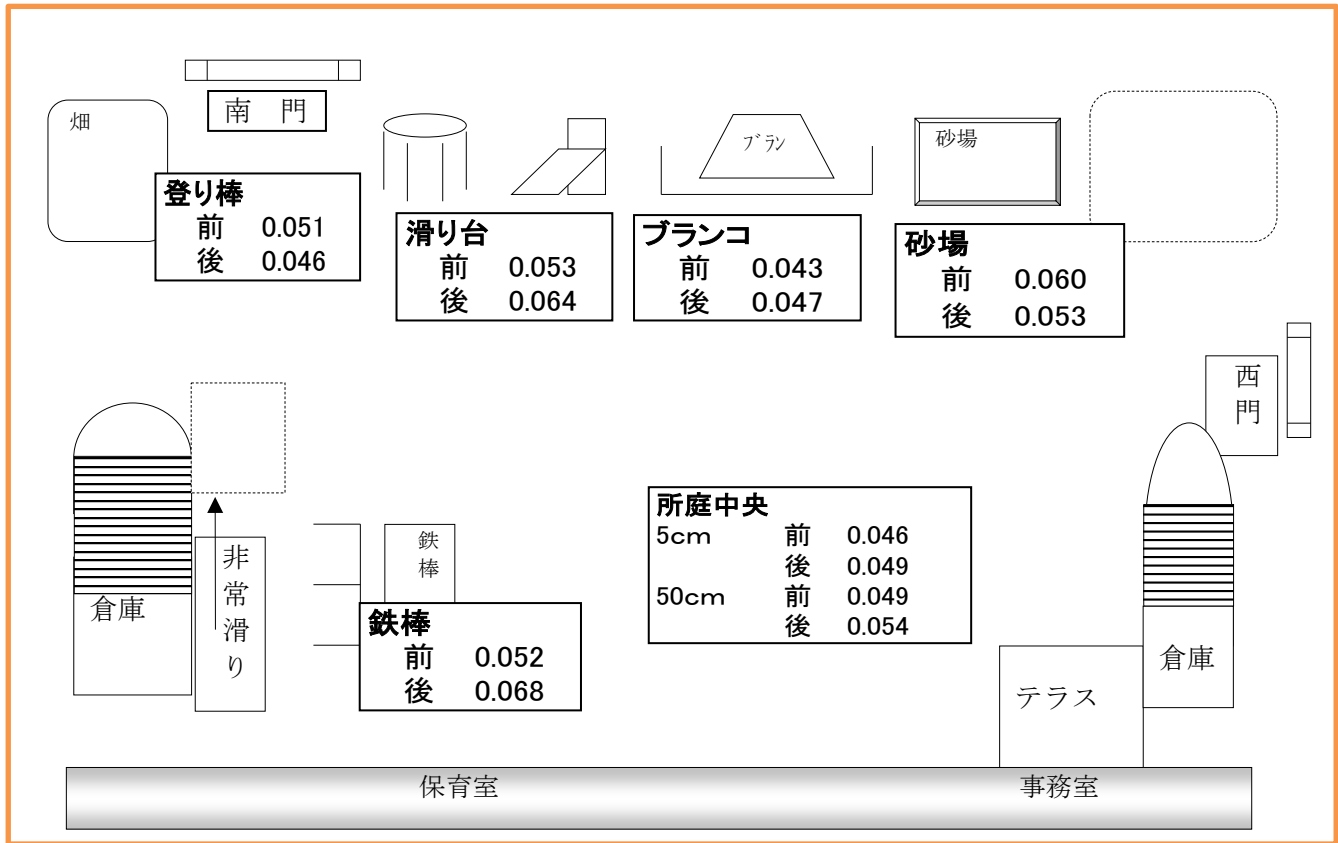 畑
南 門
ブラン
砂場
登り棒
前 0.051
後 0.046
滑り台
前 0.053
後 0.064
ブランコ
前 0.043
後 0.047
砂場
前 0.060
後 0.053
西門
倉庫
非常滑り
鉄棒
鉄棒
前 0.052
後 0.068
所庭中央
5cm 前 0.046
後 0.049
50cm 前 0.049
後 0.054
テラス
倉庫
保育室
事務室